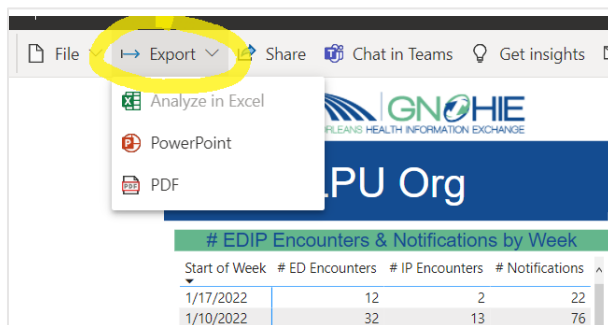 File Export Share Chat in Teams Get insights
Analyze in Excel
PowerPoint
PDF
GNOHIE
RLEANS HEALTH INFORMATION EXCHANGE
PU Org
# EDIP Encounters & Notifications by Week
Start of Week # ED Encounters # IP Encounters # Notifications
1/17/2022 12 2 22
1/10/2022 32 13 76